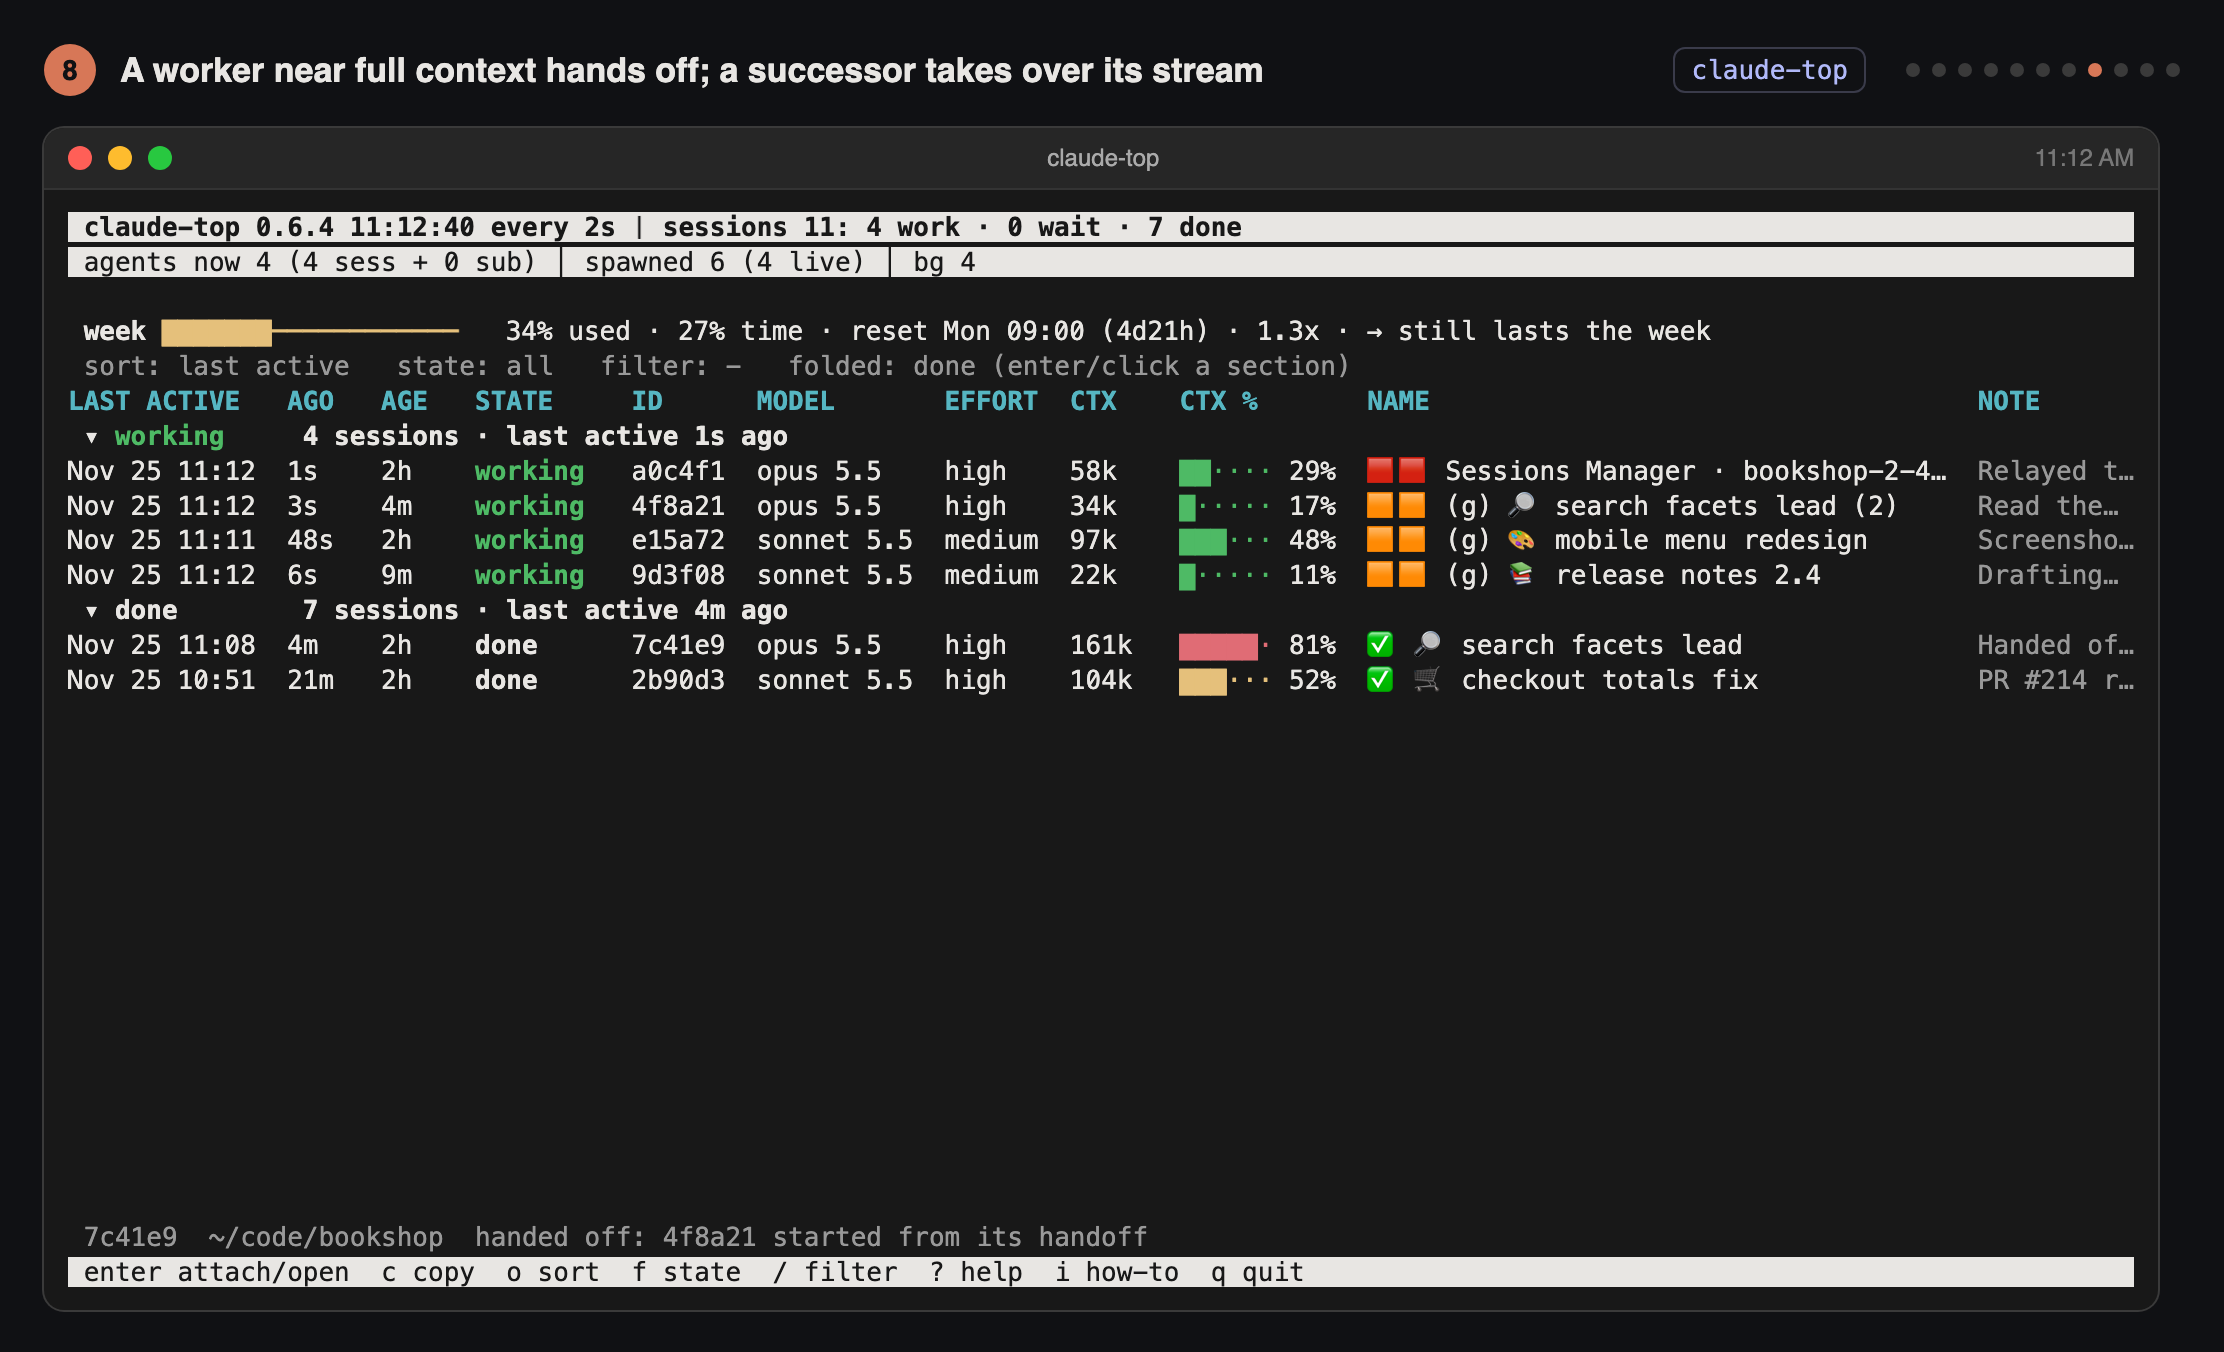 8 A worker near full context hands off; a successor takes over its stream claude-top
claude-top 11:12 AM
claude-top 0.6.4 11:12:40 every 2s | sessions 11: 4 work · 0 wait · 7 done
agents now 4 (4 sess + 0 sub) │ spawned 6 (4 live) │ bg 4
week 34% used · 27% time · reset Mon 09:00 (4d21h) · 1.3x · → still lasts the week
sort: last active state: all filter: – folded: done (enter/click a section)
LAST ACTIVE AGO AGE STATE ID MODEL EFFORT CTX CTX % NAME NOTE
▾ working 4 sessions · last active 1s ago
Nov 25 11:12 1s 2h working a0c4f1 opus 5.5 high 58k 29% 🟥🟥 Sessions Manager · bookshop-2-4… Relayed t…
Nov 25 11:12 3s 4m working 4f8a21 opus 5.5 high 34k 17% 🟧🟧 (g) 🔎 search facets lead (2) Read the…
Nov 25 11:11 48s 2h working e15a72 sonnet 5.5 medium 97k 48% 🟧🟧 (g) 🎨 mobile menu redesign Screensho…
Nov 25 11:12 6s 9m working 9d3f08 sonnet 5.5 medium 22k 11% 🟧🟧 (g) 📚 release notes 2.4 Drafting…
▾ done 7 sessions · last active 4m ago
Nov 25 11:08 4m 2h done 7c41e9 opus 5.5 high 161k 81% ✅ 🔎 search facets lead Handed of…
Nov 25 10:51 21m 2h done 2b90d3 sonnet 5.5 high 104k 52% ✅ 🛒 checkout totals fix PR #214 r…
7c41e9 ~/code/bookshop handed off: 4f8a21 started from its handoff
enter attach/open c copy o sort f state / filter ? help i how-to q quit